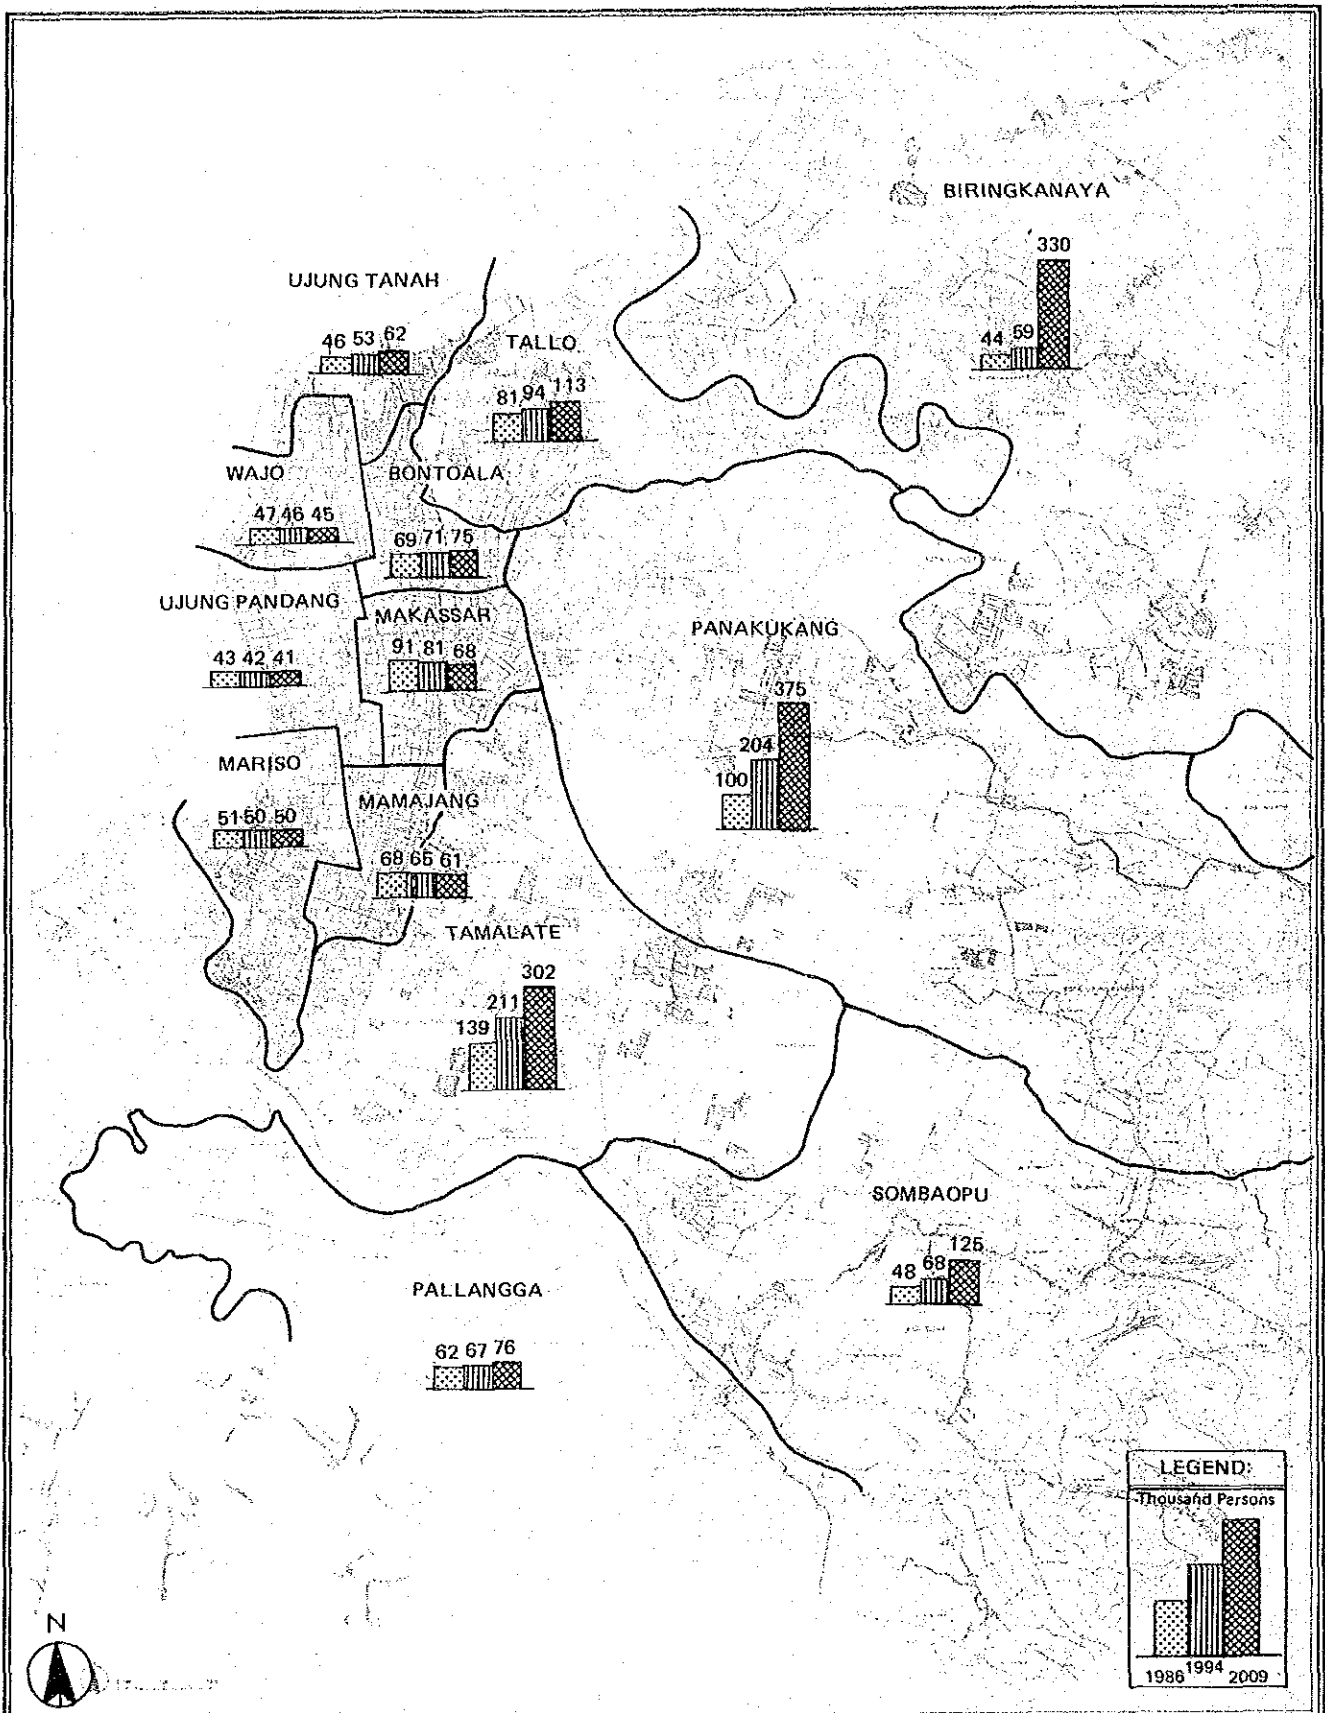 BIRINGKANAYA
330
44 59
UJUNG TANAH
46 53 62
TALLO
81 94 113
WAJO
47 46 45
BONTOALA
69 71 75
UJUNG PANDANG
43 42 41
MAKASSAR
91 81 68
PANAKUKANG
375
204
100
MARISO
51 50 50
MAMAJANG
68 65 61
TAMALATE
302
211
139
SOMBAOPU
125
48 68
PALLANGGA
62 67 76
LEGEND:
Thousand Persons
1986 1994 2009
N